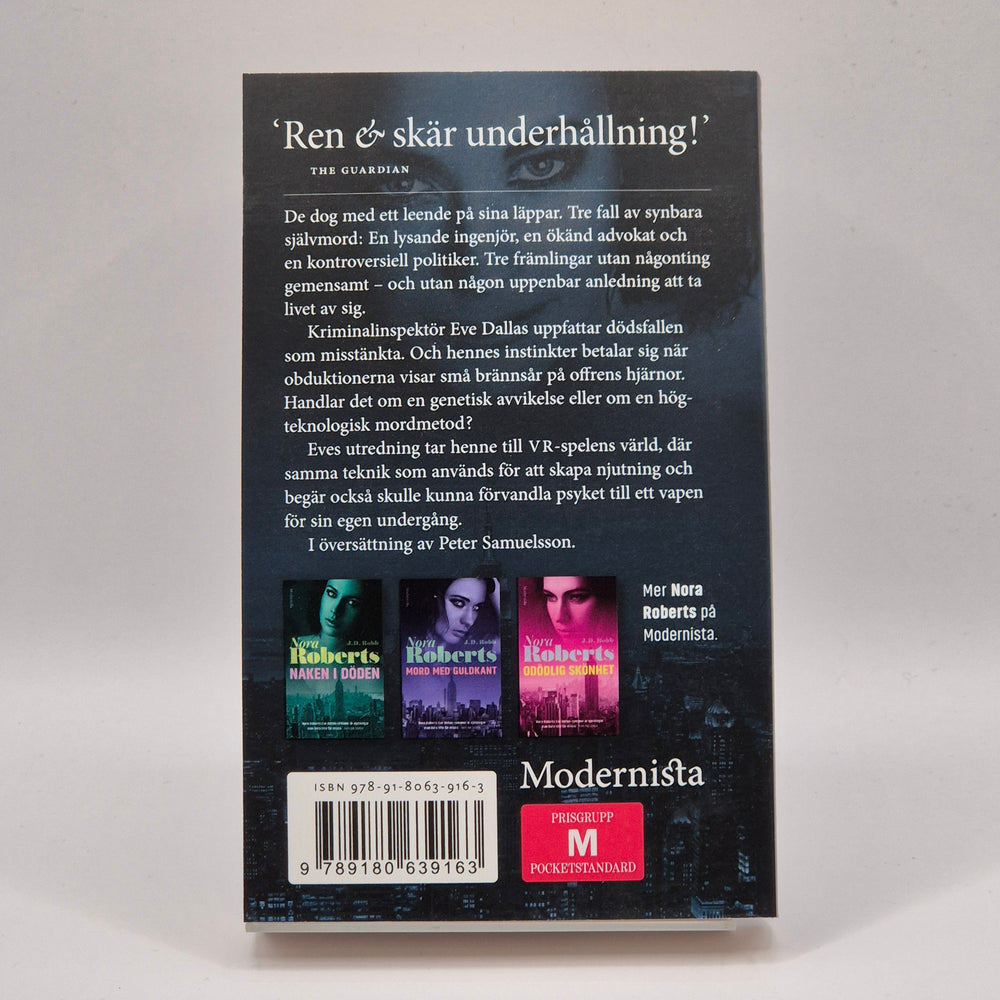 ‘Ren & skär underhållning!’
THE GUARDIAN
De dog med ett leende på sina läppar. Tre fall av synbara
självmord: En lysande ingenjör, en ökänd advokat och
en kontroversiell politiker. Tre främlingar utan någonting
gemensamt – och utan någon uppenbar anledning att ta
livet av sig.
Kriminalinspektör Eve Dallas uppfattar dödsfallen
som misstänkta. Och hennes instinkter betalar sig när
obduktionerna visar små brännsår på offrens hjärnor.
Handlar det om en genetisk avvikelse eller om en hög-
teknologisk mordmetod?
Eves utredning tar henne till VR-spelens värld, där
samma teknik som används för att skapa njutning och
begär också skulle kunna förvandla psyket till ett vapen
för sin egen undergång.
I översättning av Peter Samuelsson.
Nora J.D. Robb
Roberts
NAKEN I DÖDEN
Nora J.D. Robb
Roberts
MORD MED GULDKANT
Nora J.D. Robb
Roberts
ODÖDLIG SKÖNHET
Mer Nora
Roberts på
Modernista.
Modernista
ISBN 978-91-8063-916-3
9 789180 639163
PRISGRUPP
M
POCKETSTANDARD